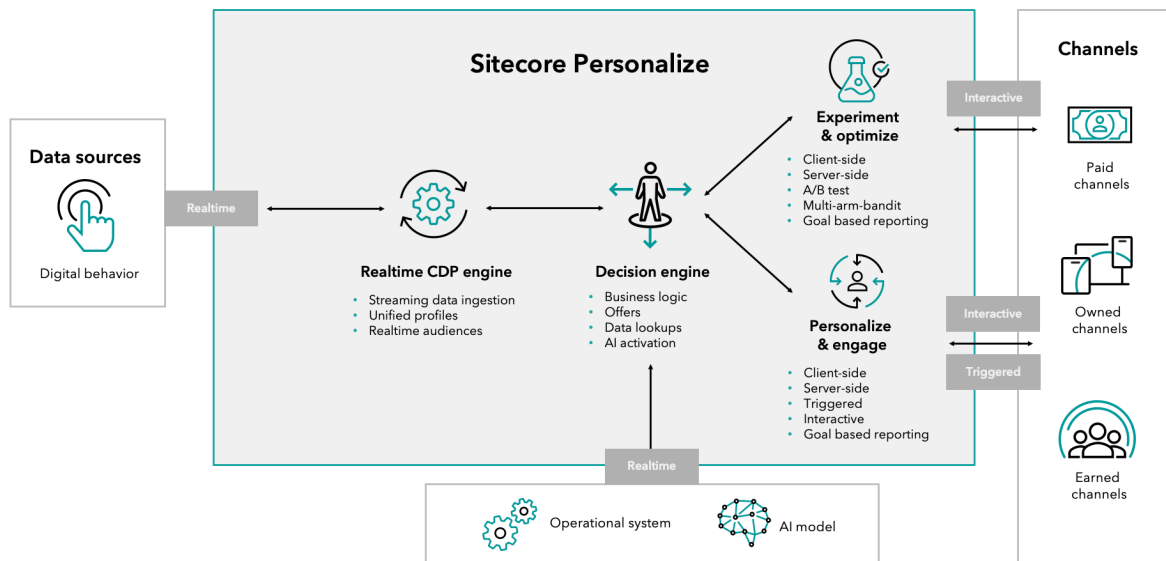 Sitecore Personalize
Data sources
Digital behavior
Realtime
Realtime CDP engine
Streaming data ingestion
Unified profiles
Realtime audiences
Decision engine
Business logic
Offers
Data lookups
AI activation
Experiment
& optimize
Client-side
Server-side
A/B test
Multi-arm-bandit
Goal based reporting
Personalize
& engage
Client-side
Server-side
Triggered
Interactive
Goal based reporting
Realtime
Operational system
AI model
Interactive
Interactive
Triggered
Channels
Paid
channels
Owned
channels
Earned
channels